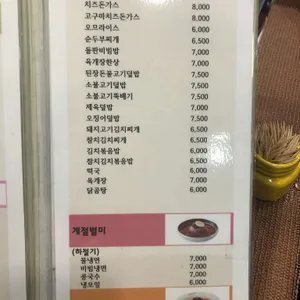 치즈돈가스 8,000
고구마치즈돈가스 8,000
오므라이스 6,000
순두부찌개 6,500
돌판비빔밥 7,000
육개장한상 7,000
된장돈불고기덮밥 7,500
소불고기덮밥 7,500
소불고기뚝배기 7,500
제육덮밥 7,000
오징어덮밥 7,500
돼지고기김치찌개 6,500
참치김치찌개 6,500
김치볶음밥 6,000
참치김치볶음밥 6,500
떡국 6,000
육개장 7,000
닭곰탕 6,000
계절별미
(하절기)
물냉면 7,000
비빔냉면 7,000
콩국수 7,000
냉모밀 6,000